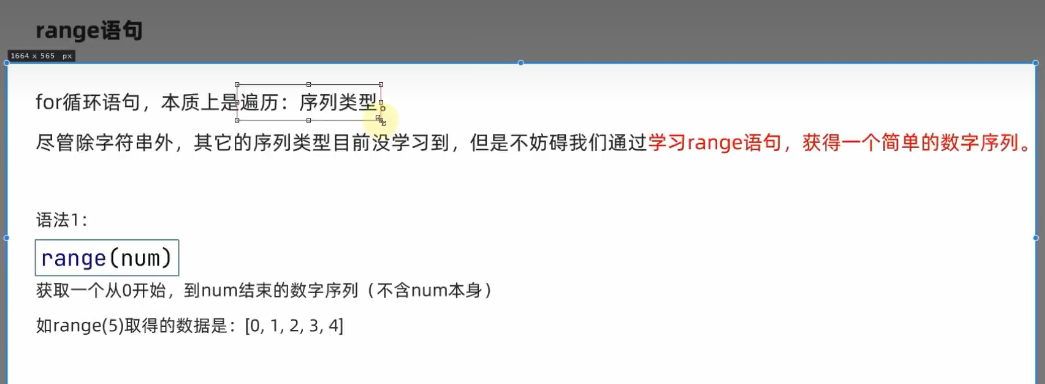 range语句
1664 x 565 px
for循环语句，本质上是遍历：序列类型。
尽管除字符串外，其它的序列类型目前没学习到，但是不妨碍我们通过学习range语句，获得一个简单的数字序列。
语法1：
range(num)
获取一个从0开始，到num结束的数字序列（不含num本身）
如range(5)取得的数据是：[0, 1, 2, 3, 4]